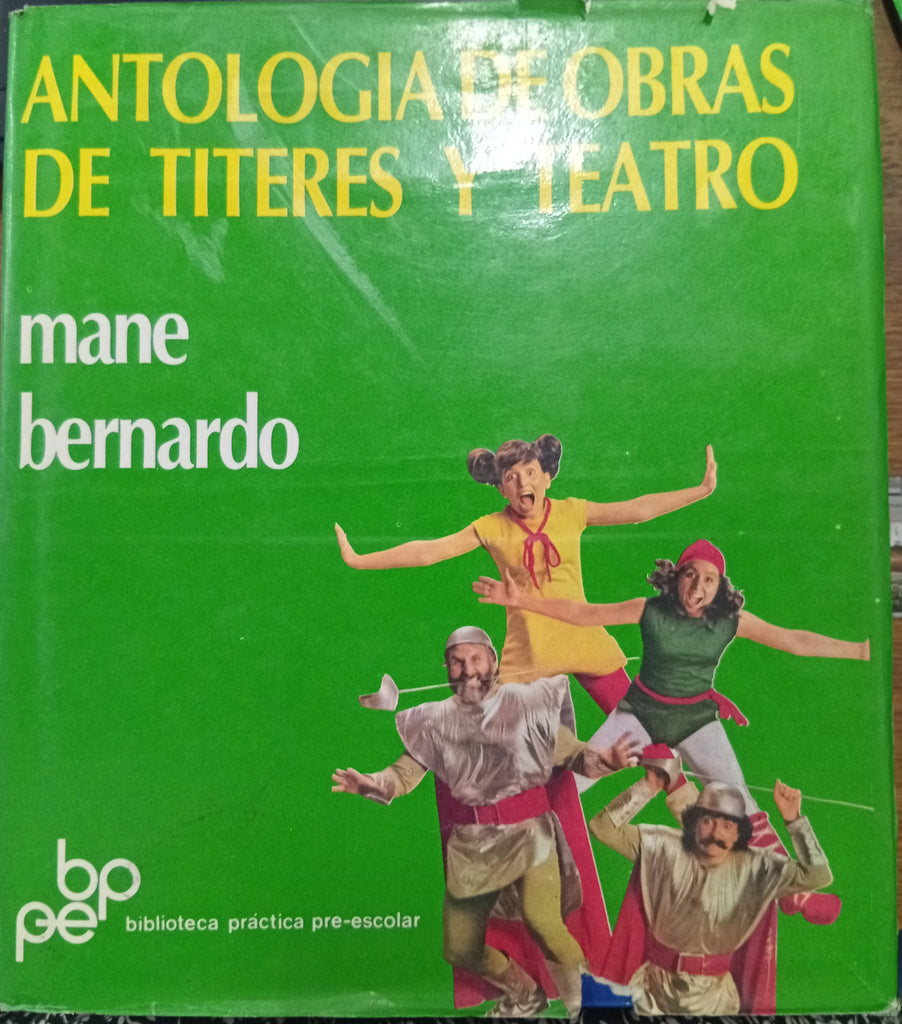 ANTOLOGIA DE OBRAS
DE TITERES Y TEATRO
mane
bernardo
bp
pe
biblioteca práctica pre-escolar